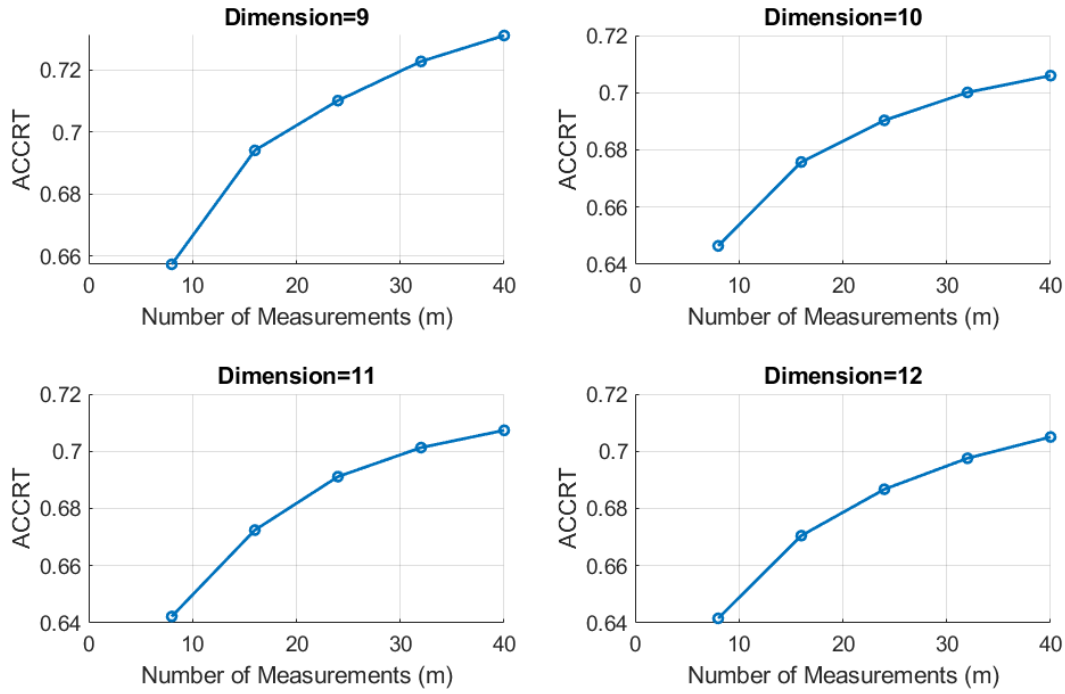 Dimension=9
0.72
0.7
0.68
0.66
ACCRT
0 10 20 30 40
Number of Measurements (m)
Dimension=10
0.72
0.7
0.68
0.66
0.64
ACCRT
0 10 20 30 40
Number of Measurements (m)
Dimension=11
0.72
0.7
0.68
0.66
0.64
ACCRT
0 10 20 30 40
Number of Measurements (m)
Dimension=12
0.72
0.7
0.68
0.66
0.64
ACCRT
0 10 20 30 40
Number of Measurements (m)